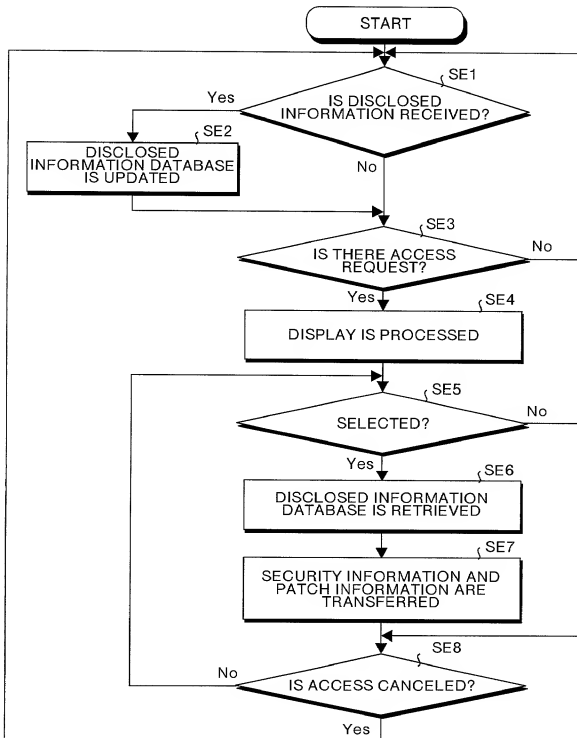 START
SE1
IS DISCLOSED
INFORMATION RECEIVED?
Yes
No
SE2
DISCLOSED
INFORMATION DATABASE
IS UPDATED
SE3
IS THERE ACCESS
REQUEST?
No
Yes
SE4
DISPLAY IS PROCESSED
SE5
SELECTED?
No
Yes
SE6
DISCLOSED INFORMATION
DATABASE IS RETRIEVED
SE7
SECURITY INFORMATION AND
PATCH INFORMATION ARE
TRANSFERRED
SE8
No
IS ACCESS CANCELED?
Yes